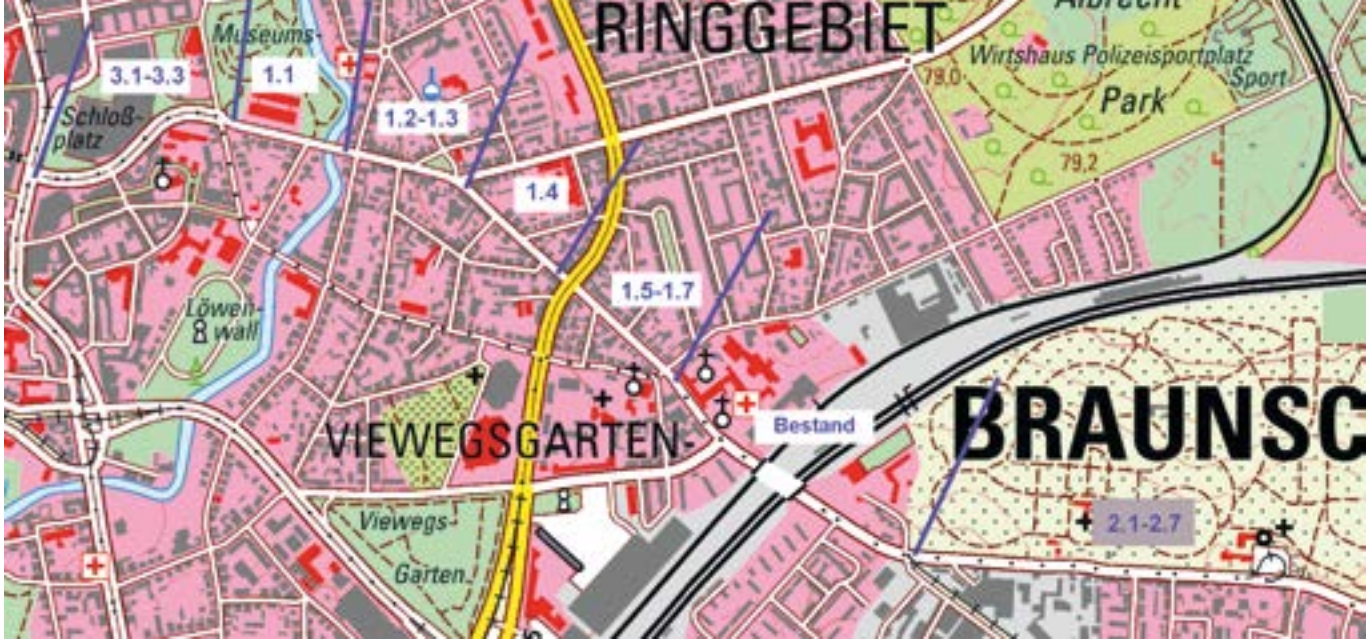 RINGGEBIET
Albrecht
Museums-
3.1-3.3
1.1
Wirtshaus Polizeisportplatz
Sport
79.0
Park
Schloß-
platz
1.2-1.3
79.2
1.4
1.5-1.7
Löwen-
wall
BRAUNSC
Bestand
VIEWEGSGARTEN-
Viewegs-
Garten
2.1-2.7